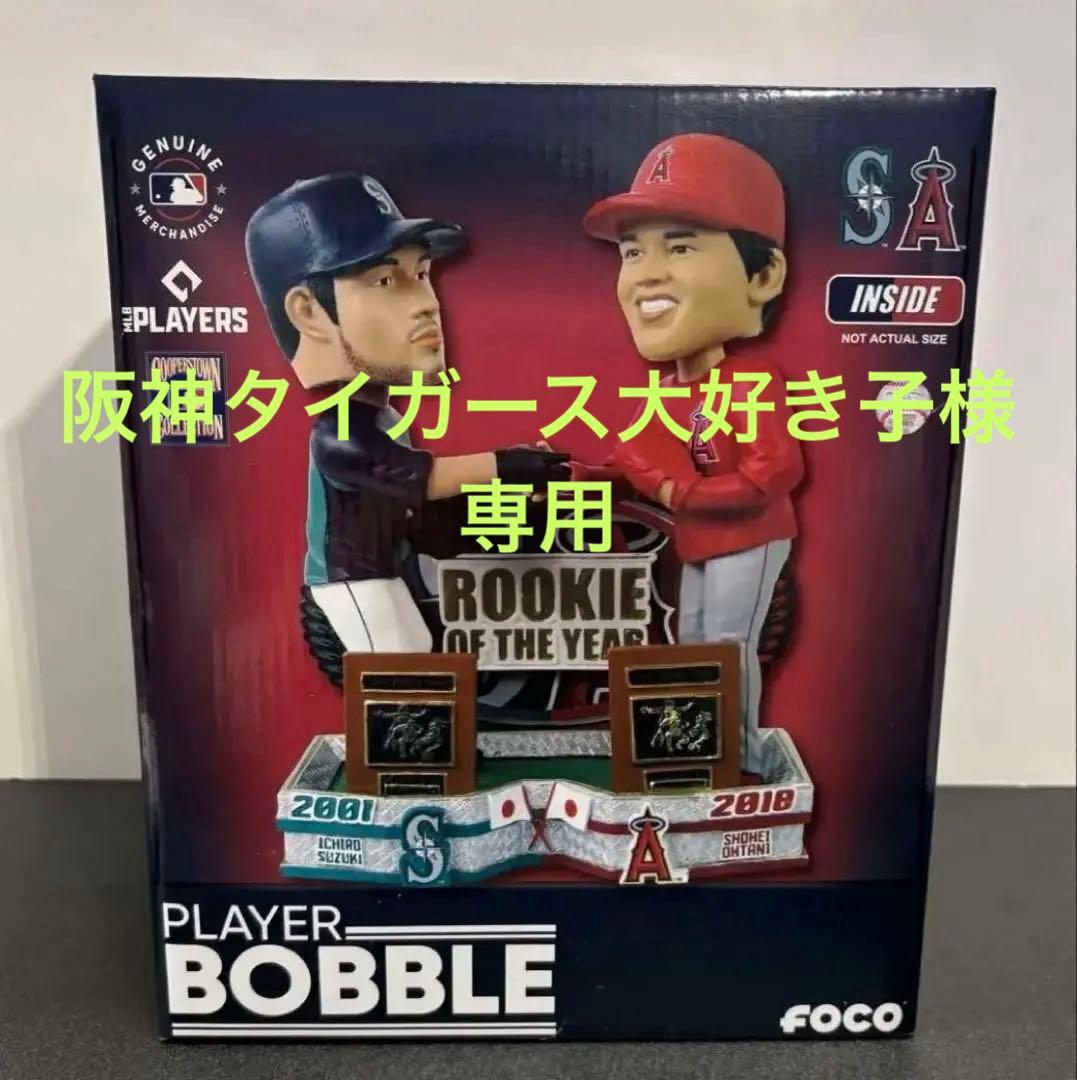 GENUINE
MERCHANDISE
MLB PLAYERS
COOPERSTOWN
COLLECTION
S A
INSIDE
NOT ACTUAL SIZE
阪神タイガース大好き子様
専用
ROOKIE
OF THE YEAR
2001
2018
ICHIRO
SUZUKI
S
A
SHOHEI
OHTANI
PLAYER
BOBBLE
FOCO